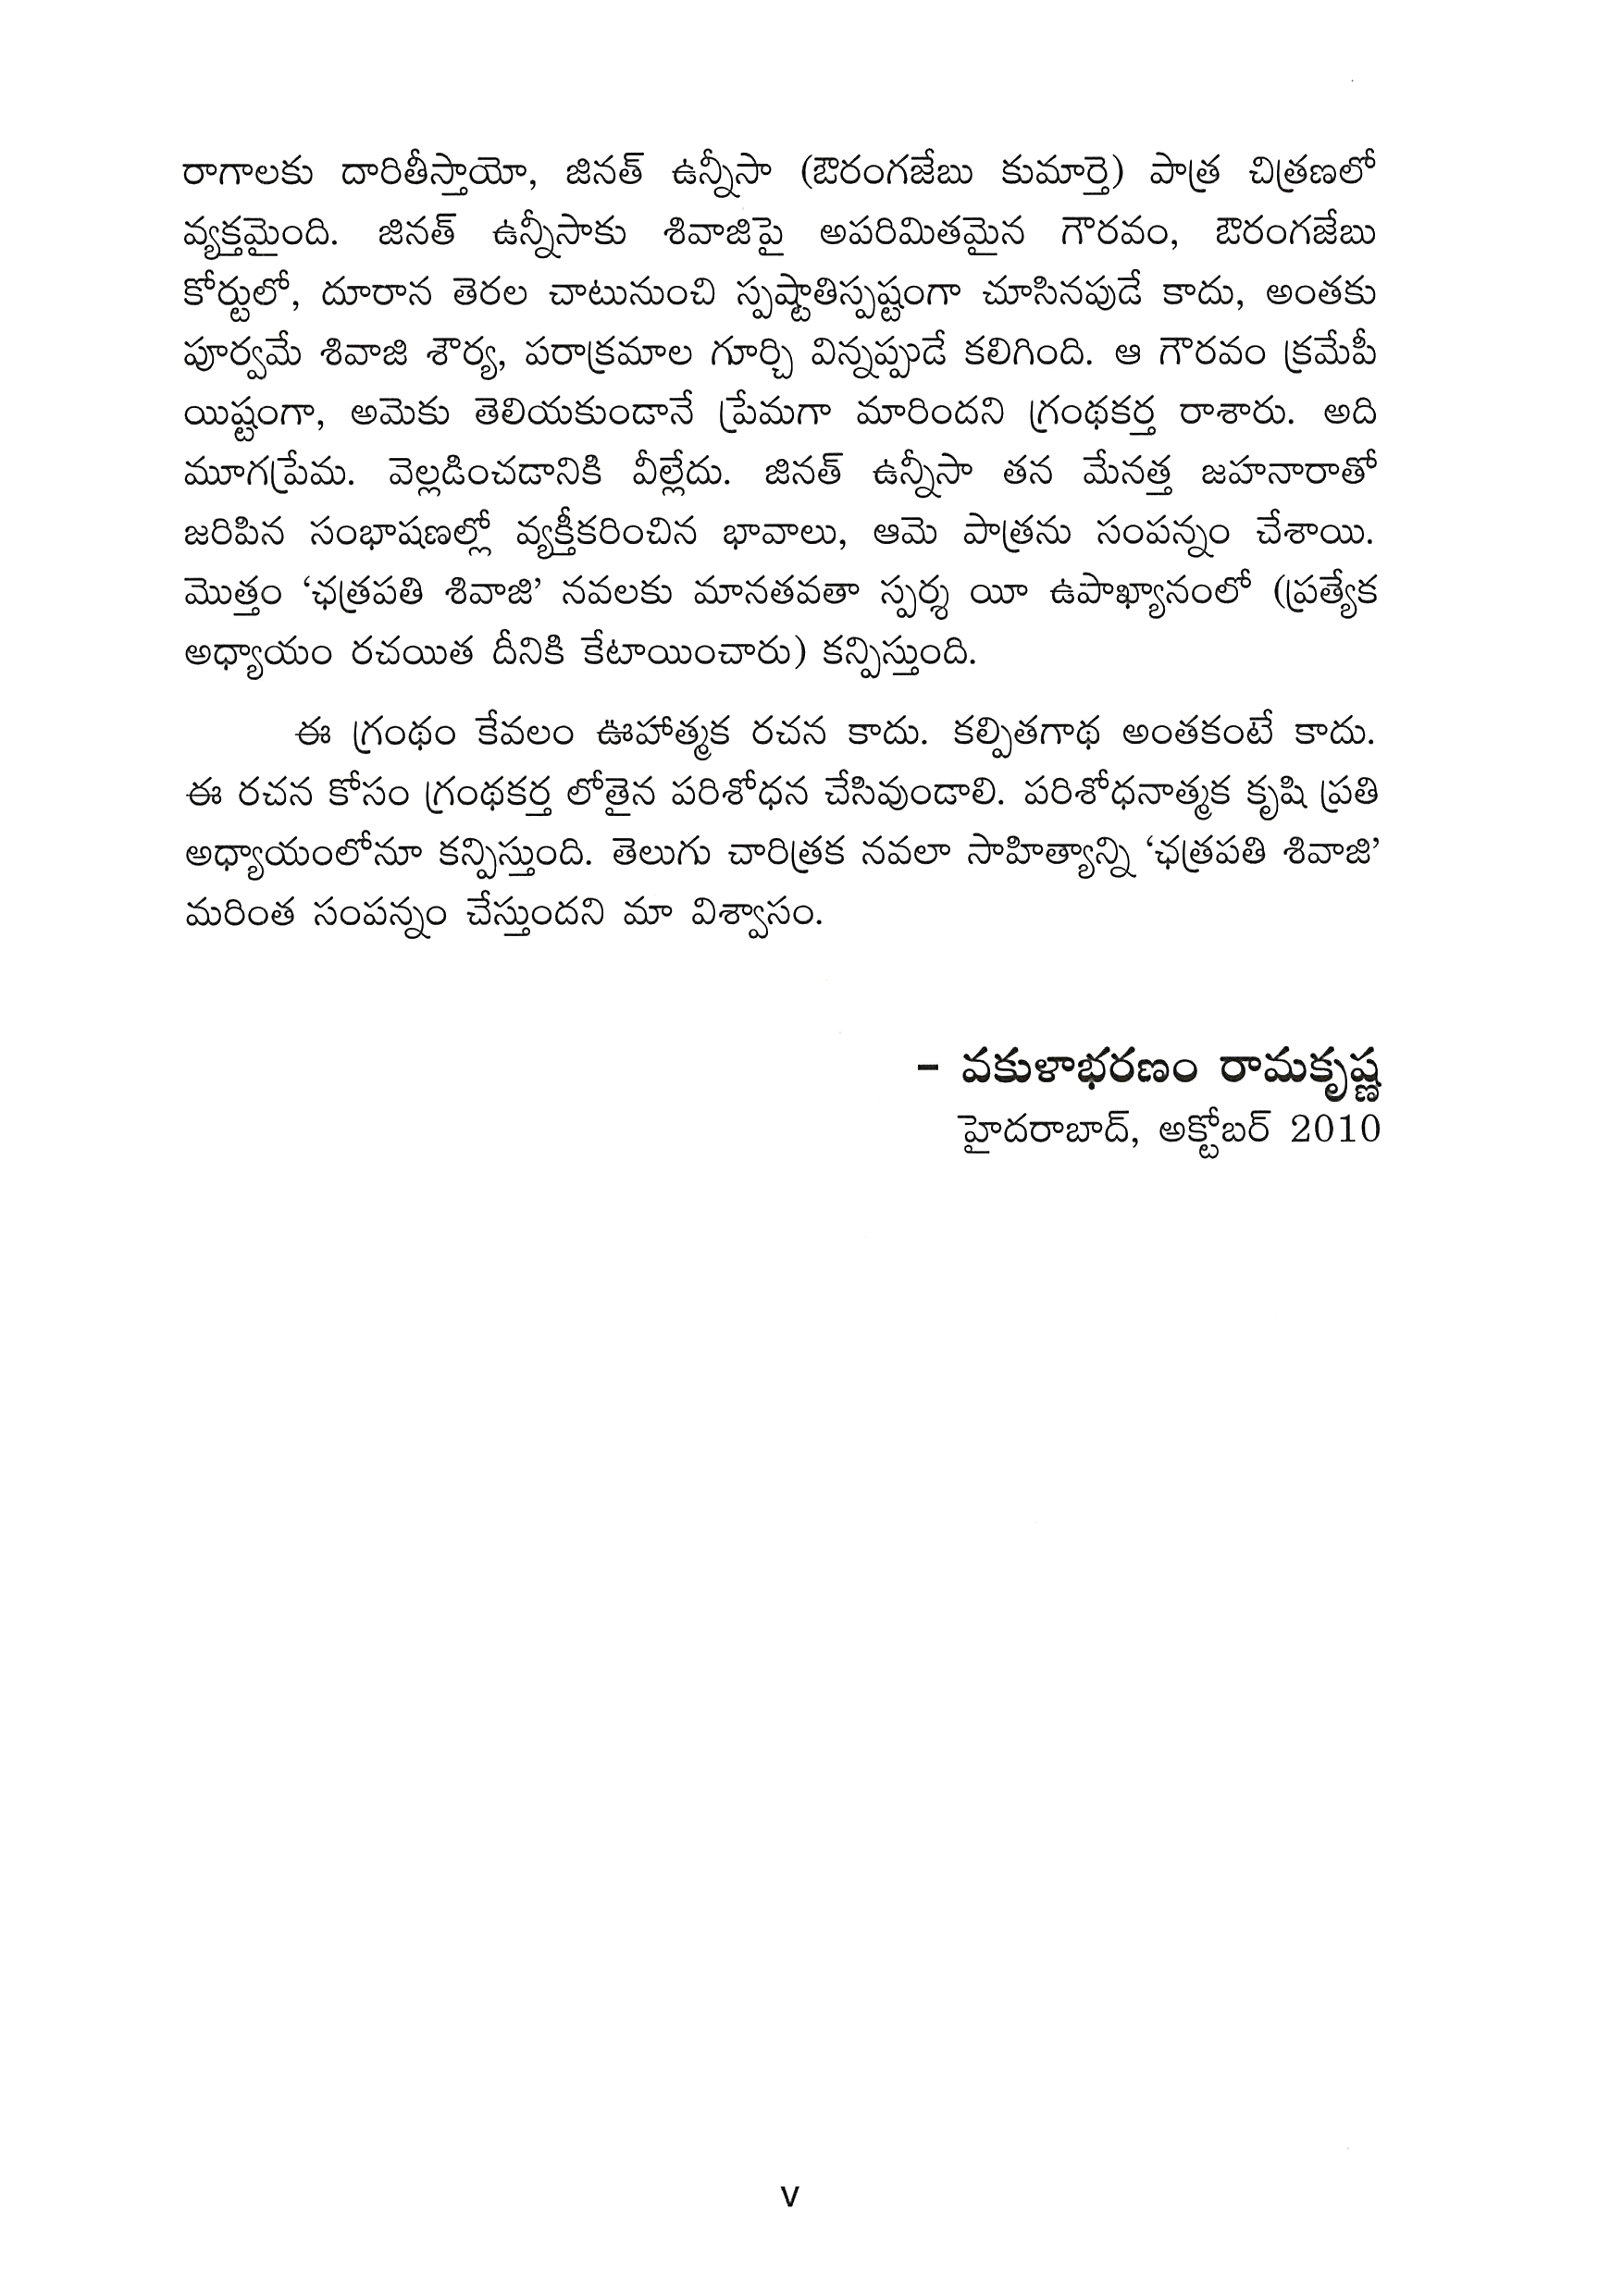 రాగాలకు దారితీస్తాయో, జినత్ ఉన్నీసా (ఔరంగజేబు కుమార్తె) పాత్ర చిత్రణలో
వ్యక్తమైంది. జినత్ ఉన్నీసాకు శివాజిపై అపరిమితమైన గౌరవం, ఔరంగజేబు
కోర్టులో, దూరాన తెరల చాటునుంచి స్పష్టాతిస్పష్టంగా చూసినపుడే కాదు, అంతకు
పూర్వమే శివాజి శౌర్య, పరాక్రమాల గూర్చి విన్నప్పుడే కలిగింది. ఆ గౌరవం క్రమేపీ
యిష్టంగా, అమెకు తెలియకుండానే ప్రేమగా మారిందని గ్రంథకర్త రాశారు. అది
మూగప్రేమ. వెల్లడించడానికి వీల్లేదు. జినత్ ఉన్నీసా తన మేనత్త జహనారాతో
జరిపిన సంభాషణల్లో వ్యక్తీకరించిన భావాలు, ఆమె పాత్రను సంపన్నం చేశాయి.
మొత్తం ‘ఛత్రపతి శివాజి’ నవలకు మానతవతా స్పర్శ యీ ఉపాఖ్యానంలో (ప్రత్యేక
అధ్యాయం రచయిత దీనికి కేటాయించారు) కన్పిస్తుంది.
ఈ గ్రంథం కేవలం ఊహాత్మక రచన కాదు. కల్పితగాథ అంతకంటే కాదు.
ఈ రచన కోసం గ్రంథకర్త లోతైన పరిశోధన చేసివుండాలి. పరిశోధనాత్మక కృషి ప్రతి
అధ్యాయంలోనూ కన్పిస్తుంది. తెలుగు చారిత్రక నవలా సాహిత్యాన్ని ‘ఛత్రపతి శివాజి’
మరింత సంపన్నం చేస్తుందని మా విశ్వాసం.
– వకుళాభరణం రామకృష్ణ
హైదరాబాద్, అక్టోబర్ 2010
v